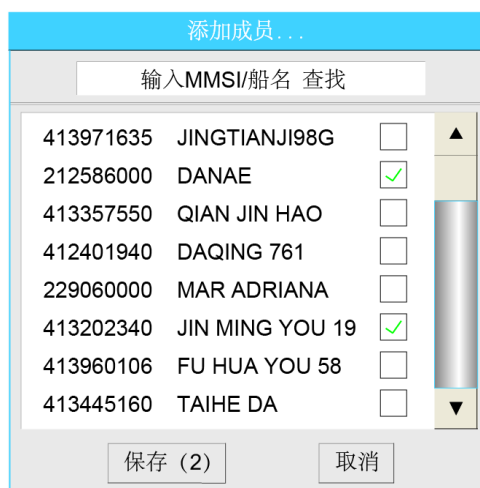 添加成员...
输入MMSI/船名 查找
413971635 JINGTIANJI98G
212586000 DANAE
413357550 QIAN JIN HAO
412401940 DAQING 761
229060000 MAR ADRIANA
413202340 JIN MING YOU 19
413960106 FU HUA YOU 58
413445160 TAIHE DA
保存 (2) 取消